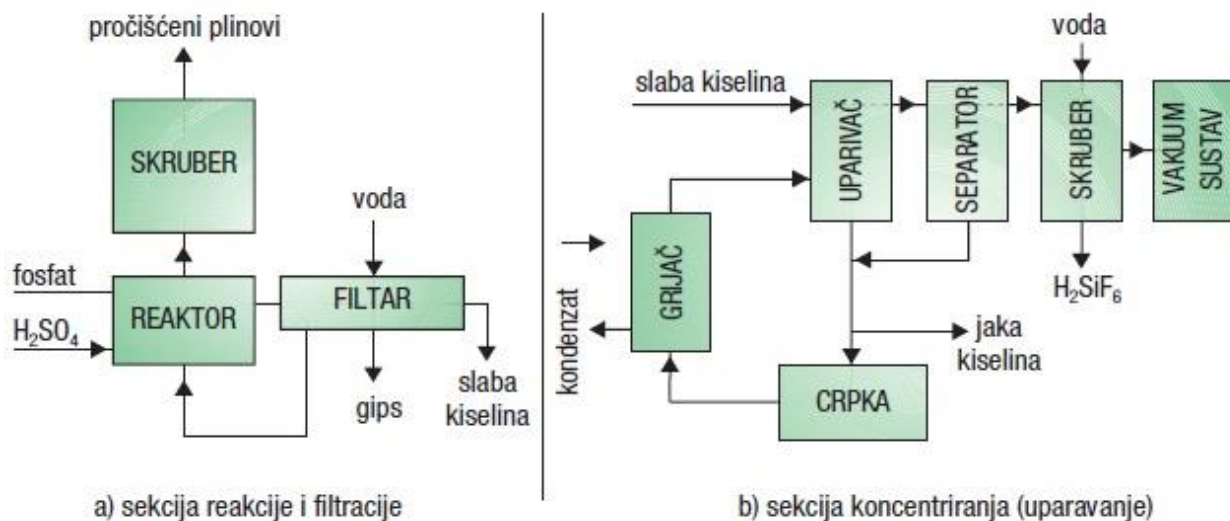 pročišćeni plinovi
SKRUBER
voda
fosfat
REAKTOR
FILTAR
H₂SO₄
gips
slaba
kiselina
a) sekcija reakcije i filtracije
voda
slaba kiselina
UPARIVAČ
SEPARATOR
SKRUBER
VAKUUM
SUSTAV
GRIJAČ
kondenzat
H₂SiF₆
jaka
kiselina
CRPKA
b) sekcija koncentriranja (uparavanje)